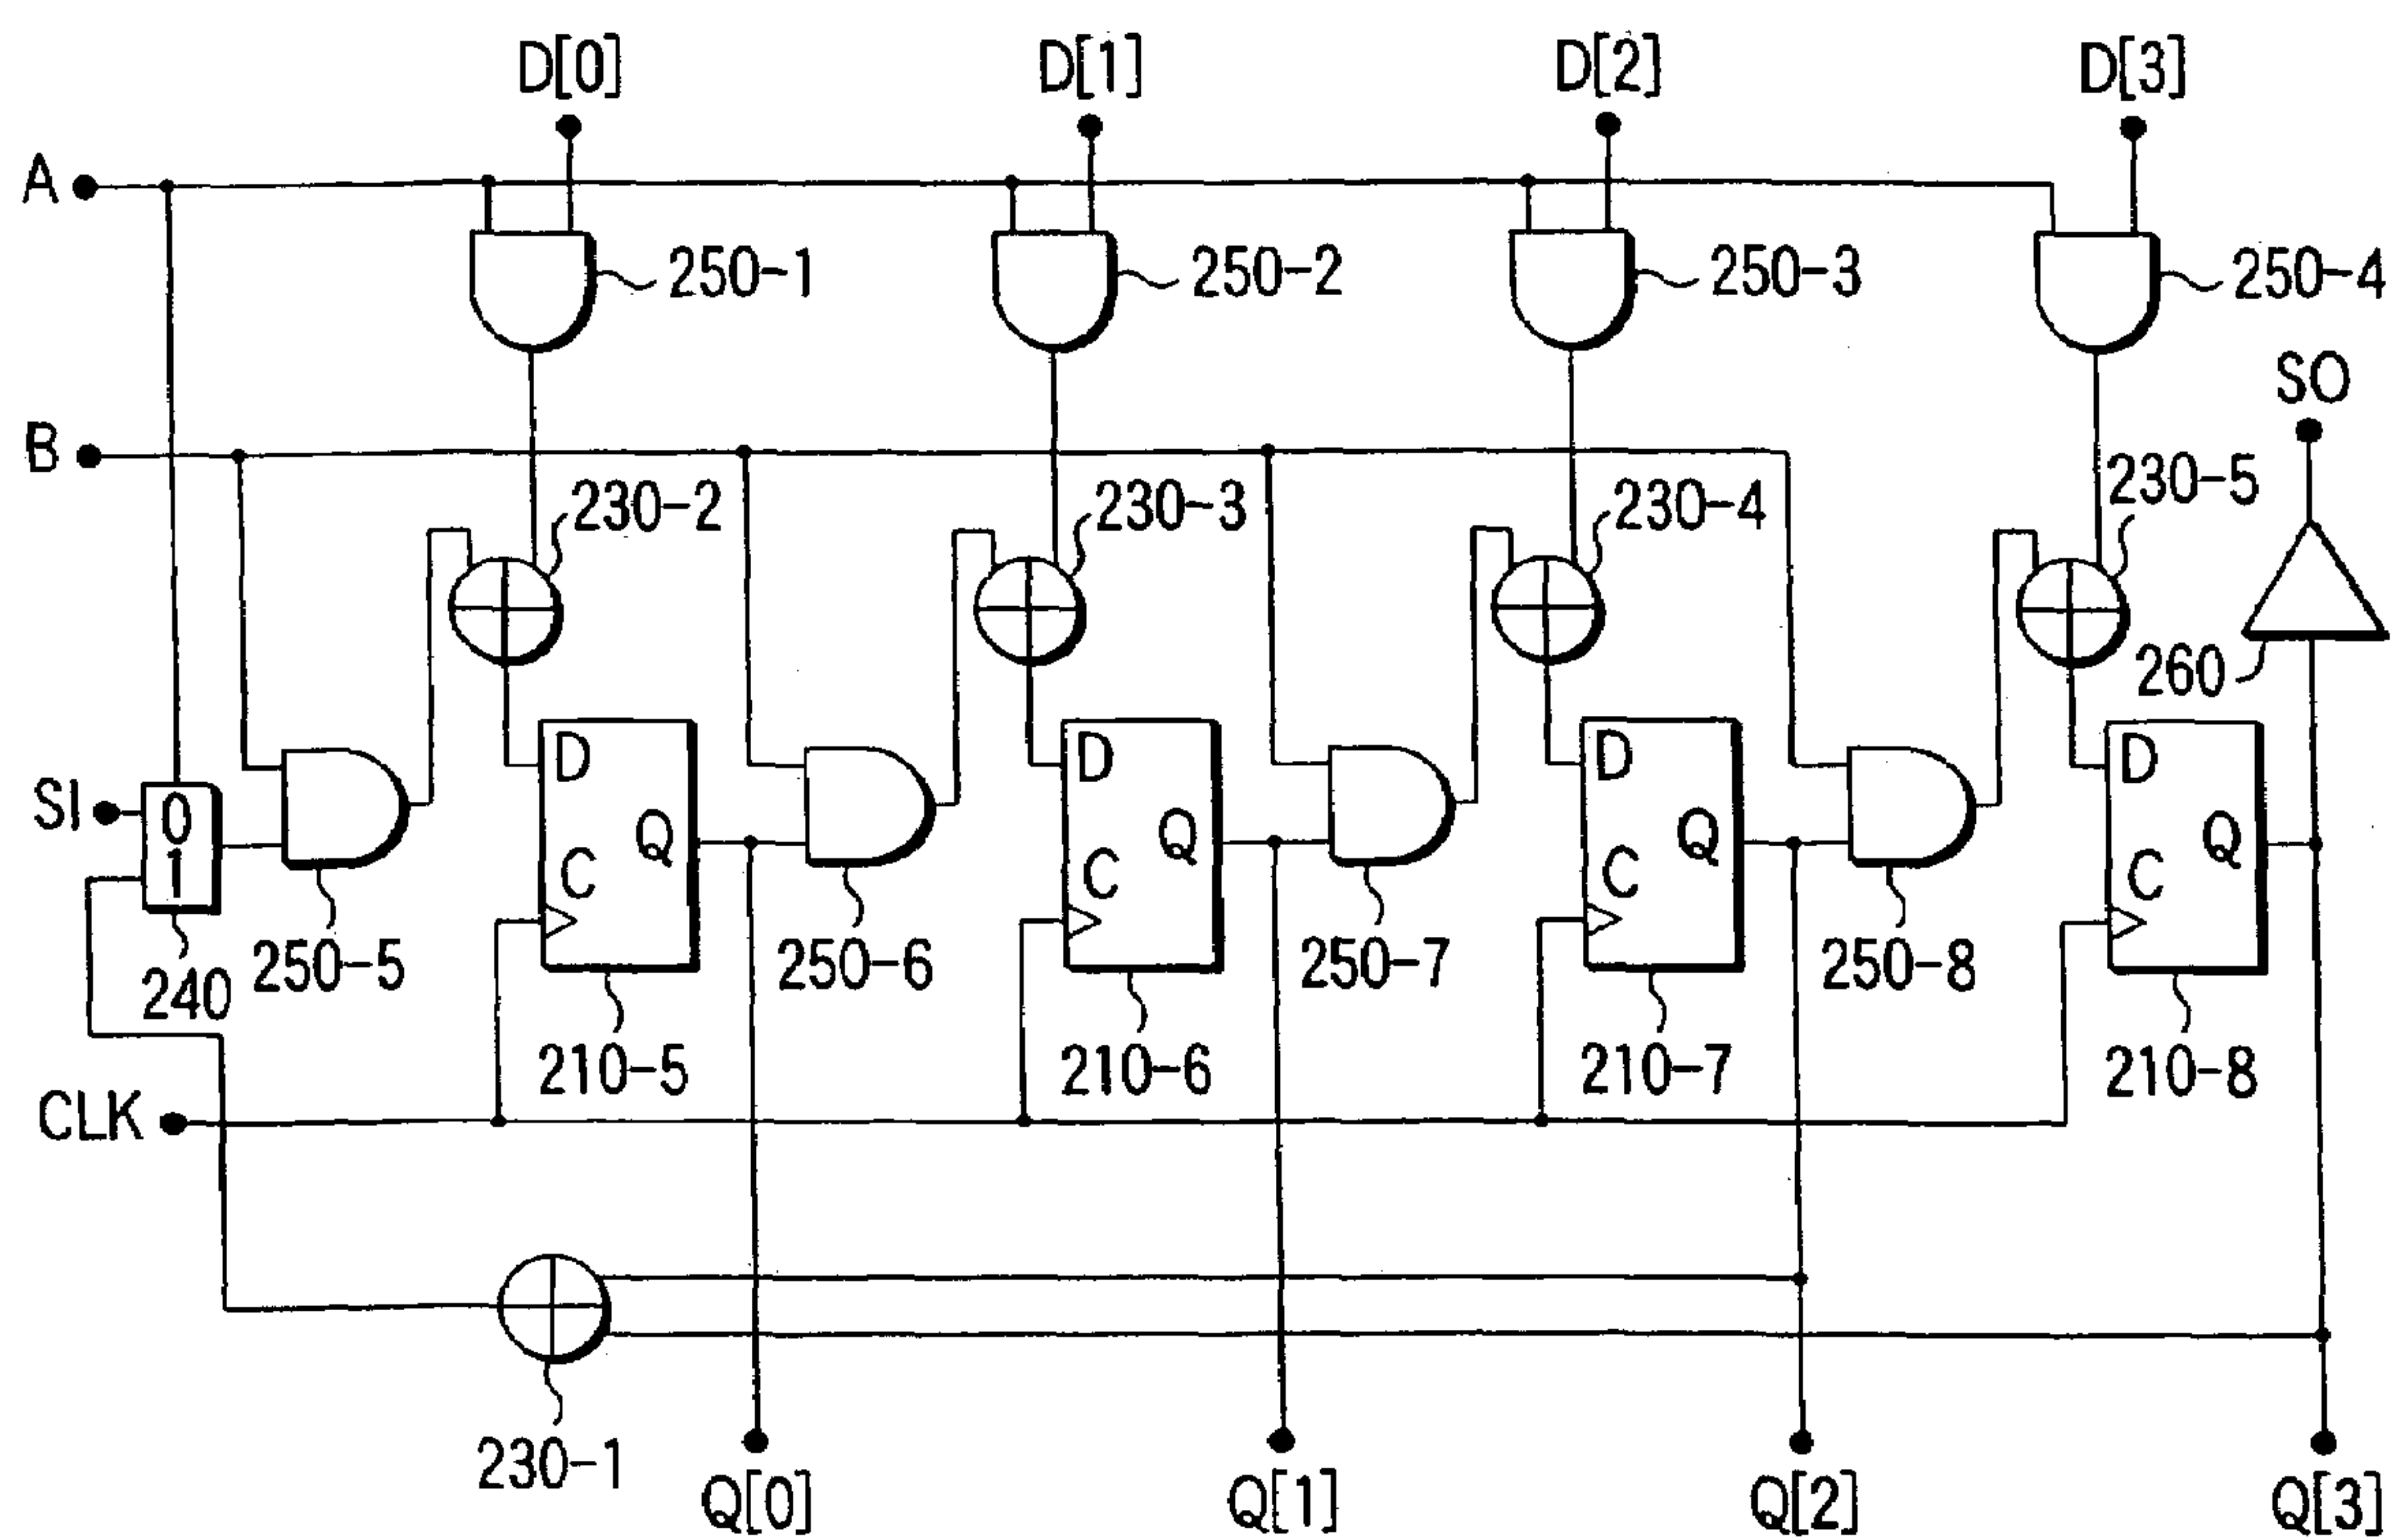 D[0] D[1] D[2] D[3]
A
250-1 250-2 250-3 250-4
SO
B
230-2 230-3 230-4 230-5
260
D D D D
SI 0
1
Q Q Q Q
C C C C
240 250-5 250-6 250-7 250-8
210-5 210-6 210-7 210-8
CLK
230-1
Q[0] Q[1] Q[2] Q[3]